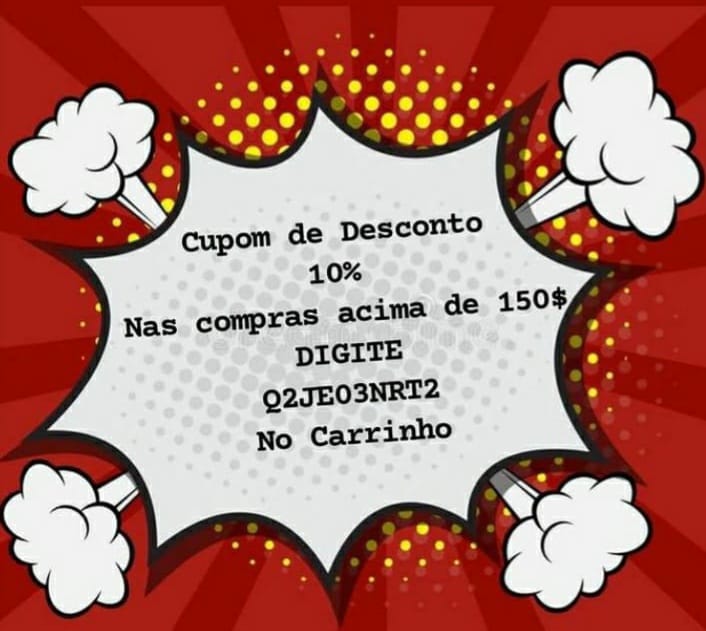 Cupom de Desconto
10%
Nas compras acima de 150$
DIGITE
Q2JE03NRT2
No Carrinho